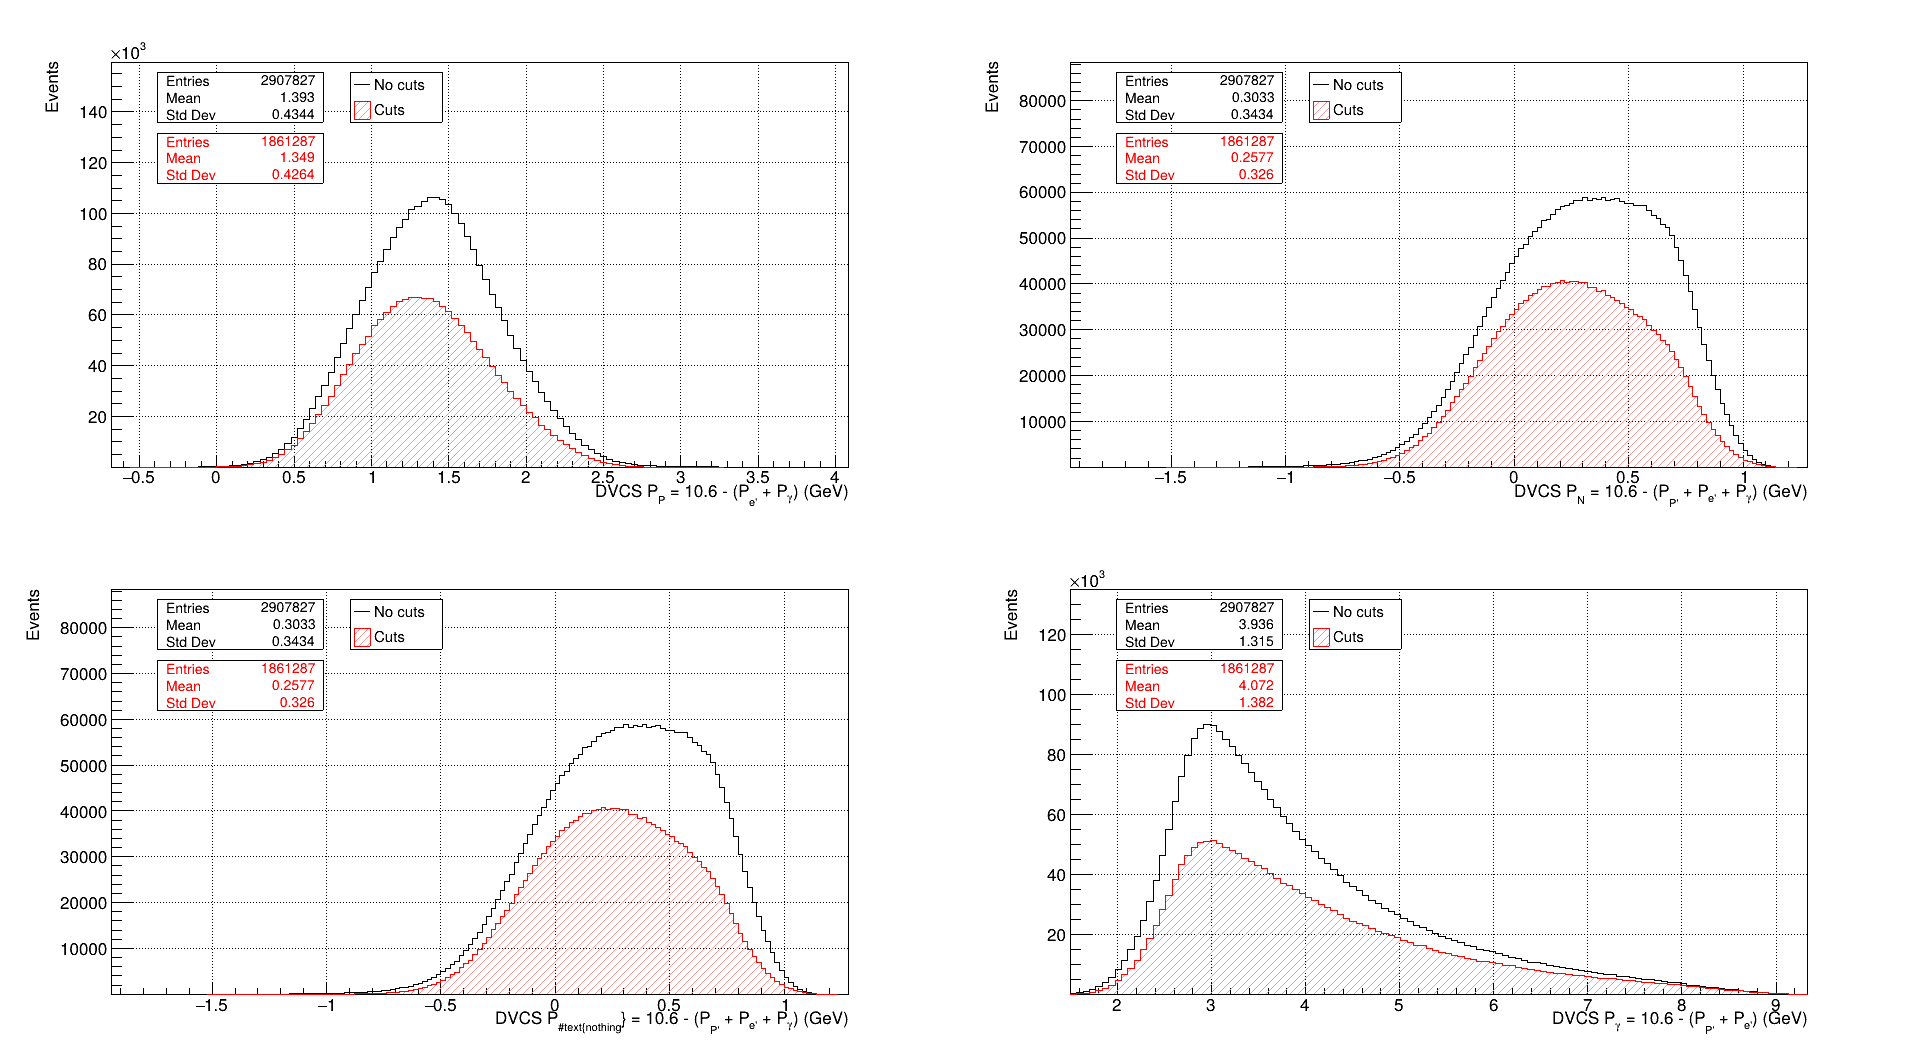 ×10³
Events
Entries 2907827
Mean 1.393
Std Dev 0.4344
Entries 1861287
Mean 1.349
Std Dev 0.4264
No cuts
Cuts
140
120
100
80
60
40
20
−0.5 0 0.5 1 1.5 2 2.5 3 3.5 4
DVCS P_P = 10.6 - (P_e' + P_γ) (GeV)
Events
Entries 2907827
Mean 0.3033
Std Dev 0.3434
Entries 1861287
Mean 0.2577
Std Dev 0.326
No cuts
Cuts
80000
70000
60000
50000
40000
30000
20000
10000
−1.5 −1 −0.5 0 0.5 1
DVCS P_N = 10.6 - (P_P' + P_e' + P_γ) (GeV)
Events
Entries 2907827
Mean 0.3033
Std Dev 0.3434
Entries 1861287
Mean 0.2577
Std Dev 0.326
No cuts
Cuts
80000
70000
60000
50000
40000
30000
20000
10000
−1.5 −1 −0.5 0 0.5 1
DVCS P_#text{nothing} = 10.6 - (P_P' + P_e' + P_γ) (GeV)
×10³
Events
Entries 2907827
Mean 3.936
Std Dev 1.315
Entries 1861287
Mean 4.072
Std Dev 1.382
No cuts
Cuts
120
100
80
60
40
20
2 3 4 5 6 7 8 9
DVCS P_γ = 10.6 - (P_P' + P_e') (GeV)